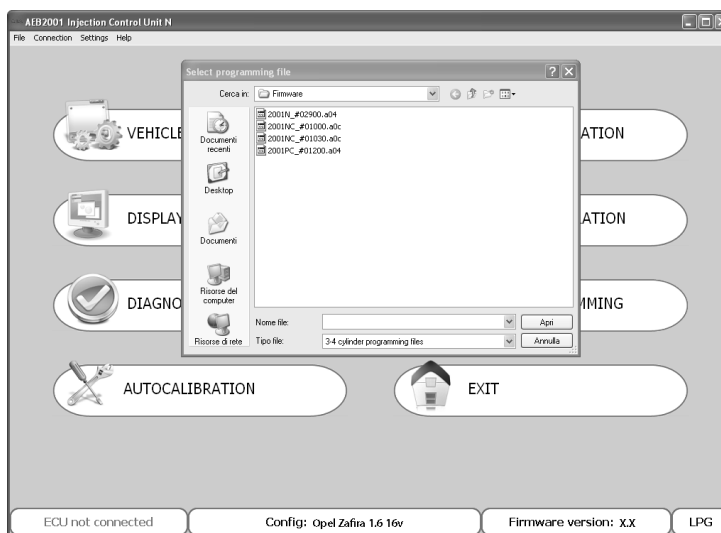 AEB2001 Injection Control Unit N
File Connection Settings Help
Select programming file
Cerca in: Firmware
2001N_#02900.a04
2001NC_#01000.a0c
2001NC_#01030.a0c
2001PC_#01200.a04
Documenti
recenti
Desktop
Documenti
Risorse del
computer
Risorse di rete
Nome file: Apri
Tipo file: 3-4 cylinder programming files Annulla
VEHICLE ATION
DISPLAY ATION
DIAGNO MMING
AUTOCALIBRATION EXIT
ECU not connected Config: Opel Zafira 1.6 16v Firmware version: X.X LPG